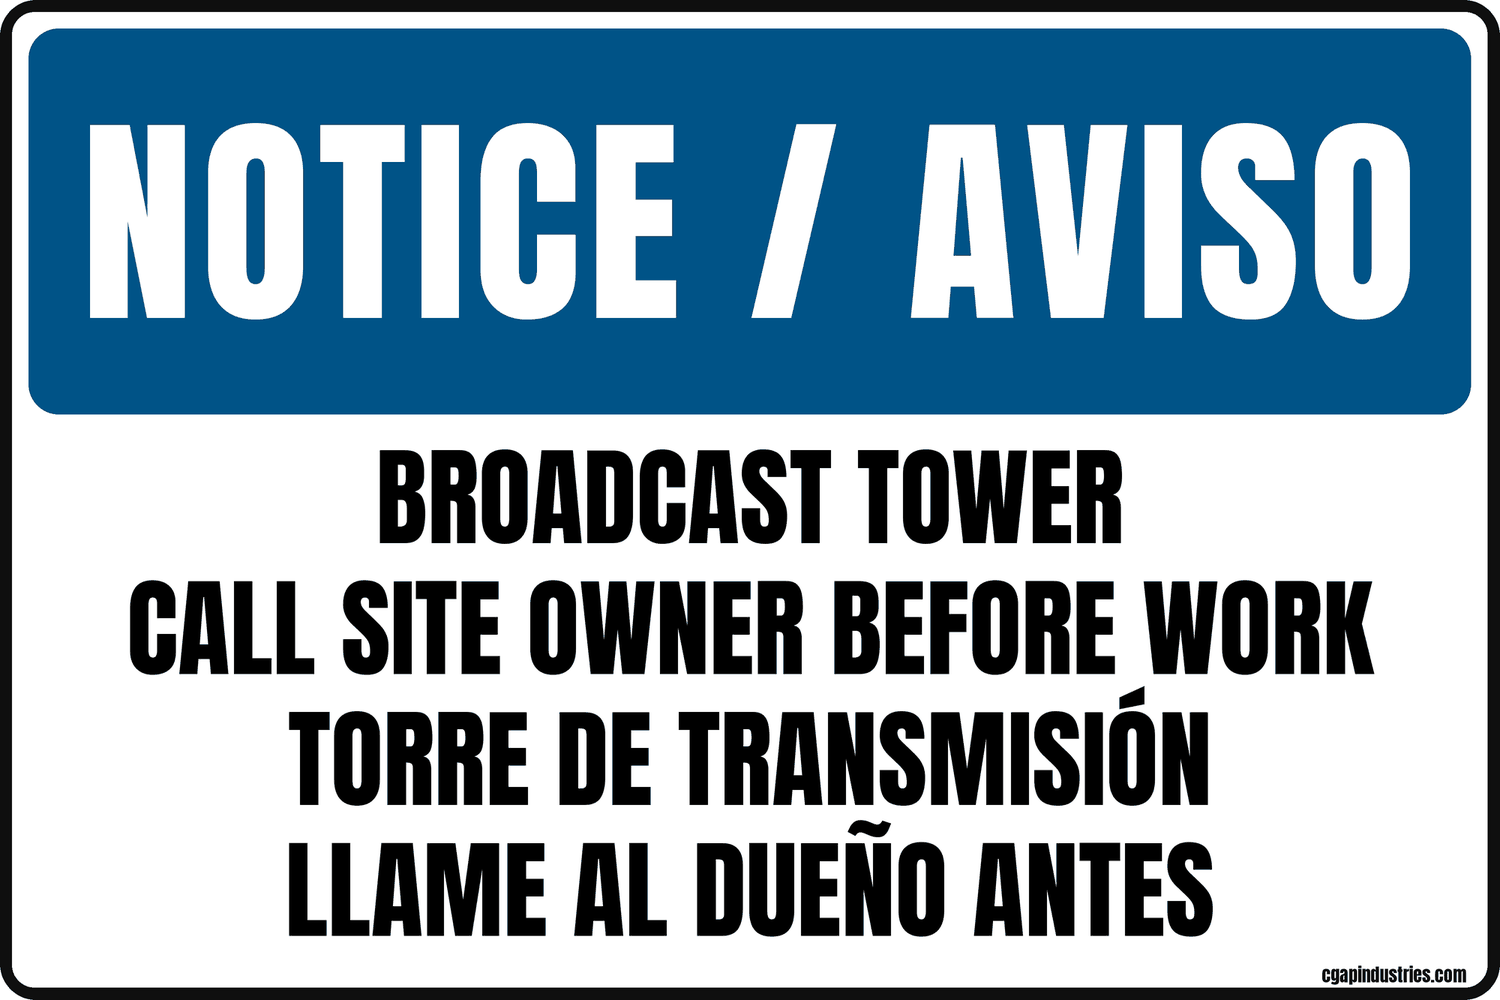 NOTICE / AVISO
BROADCAST TOWER
CALL SITE OWNER BEFORE WORK
TORRE DE TRANSMISIÓN
LLAME AL DUEÑO ANTES
cgapindustries.com